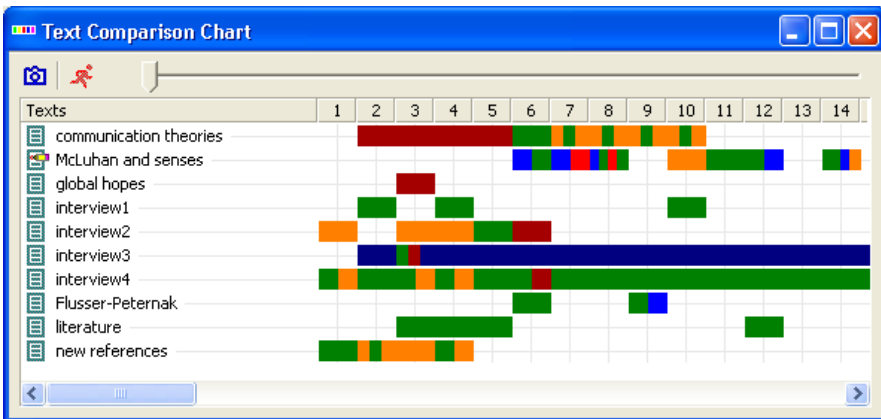 Text Comparison Chart
Texts 1 2 3 4 5 6 7 8 9 10 11 12 13 14
communication theories
McLuhan and senses
global hopes
interview1
interview2
interview3
interview4
Flusser-Peternak
literature
new references